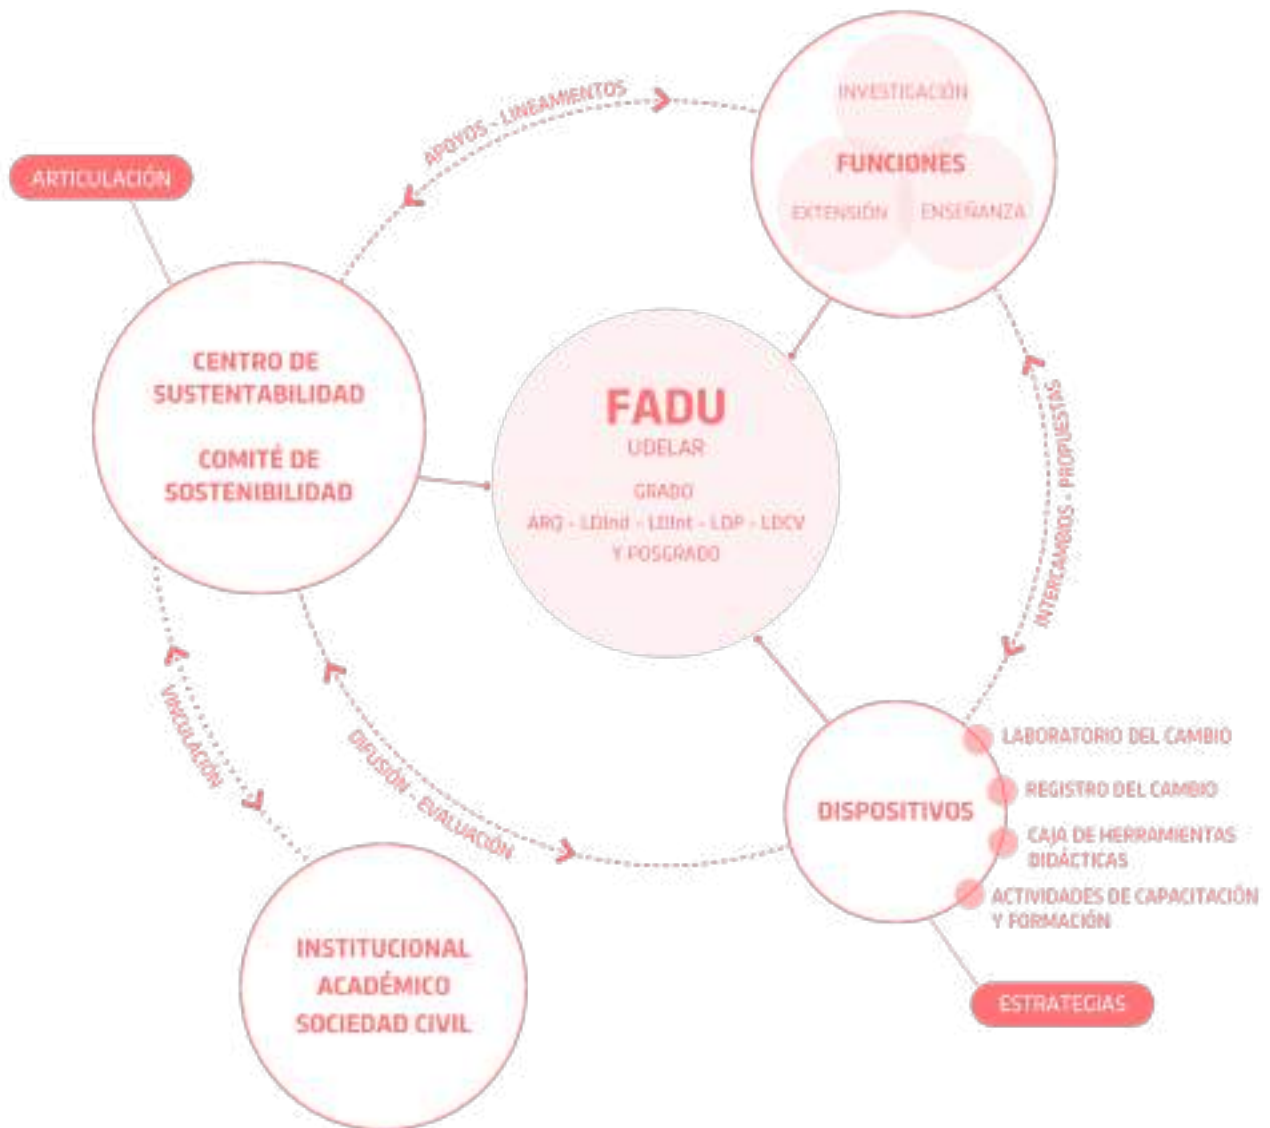 INVESTIGACIÓN
FUNCIONES
EXTENSIÓN
ENSEÑANZA
APOYOS - LINEAMIENTOS
ARTICULACIÓN
CENTRO DE
SUSTENTABILIDAD
COMITÉ DE
SOSTENIBILIDAD
FADU
UDELAR
GRADO
ARQ - LDInd - LDInt - LDP - LDCV
Y POSGRADO
INTERCAMBIOS - PROPUESTAS
VINCULACIÓN
DIFUSIÓN - EVALUACIÓN
DISPOSITIVOS
LABORATORIO DEL CAMBIO
REGISTRO DEL CAMBIO
CAJA DE HERRAMIENTAS
DIDÁCTICAS
ACTIVIDADES DE CAPACITACIÓN
Y FORMACIÓN
ESTRATEGIAS
INSTITUCIONAL
ACADÉMICO
SOCIEDAD CIVIL